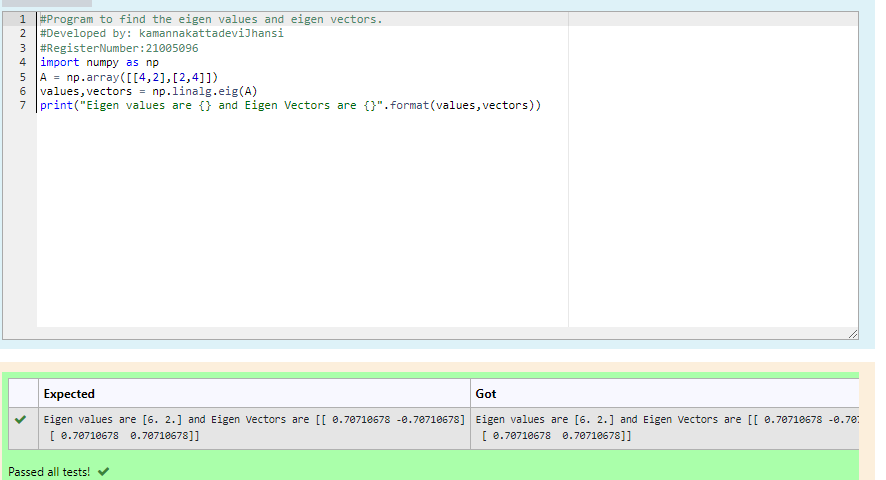 1 #Program to find the eigen values and eigen vectors.
2 #Developed by: kamannakattadeviJhansi
3 #RegisterNumber:21005096
4 import numpy as np
5 A = np.array([[4,2],[2,4]])
6 values,vectors = np.linalg.eig(A)
7 print("Eigen values are {} and Eigen Vectors are {}".format(values,vectors))
Expected Got
Eigen values are [6. 2.] and Eigen Vectors are [[ 0.70710678 -0.70710678] Eigen values are [6. 2.] and Eigen Vectors are [[ 0.70710678 -0.70
[ 0.70710678 0.70710678]] [ 0.70710678 0.70710678]]
Passed all tests!